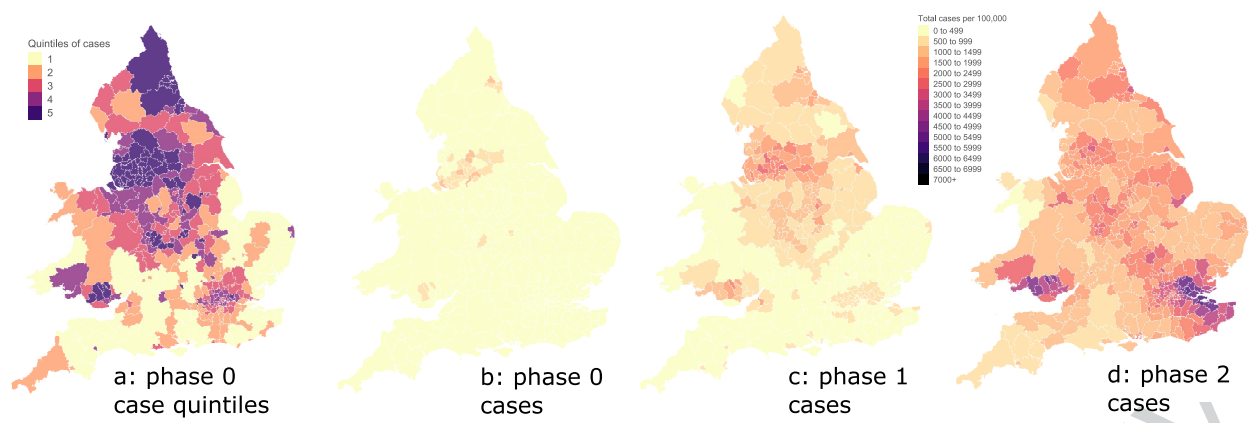 Quintiles of cases
1
2
3
4
5
a: phase 0
case quintiles
b: phase 0
cases
c: phase 1
cases
Total cases per 100,000
0 to 499
500 to 999
1000 to 1499
1500 to 1999
2000 to 2499
2500 to 2999
3000 to 3499
3500 to 3999
4000 to 4499
4500 to 4999
5000 to 5499
5500 to 5999
6000 to 6499
6500 to 6999
7000+
d: phase 2
cases